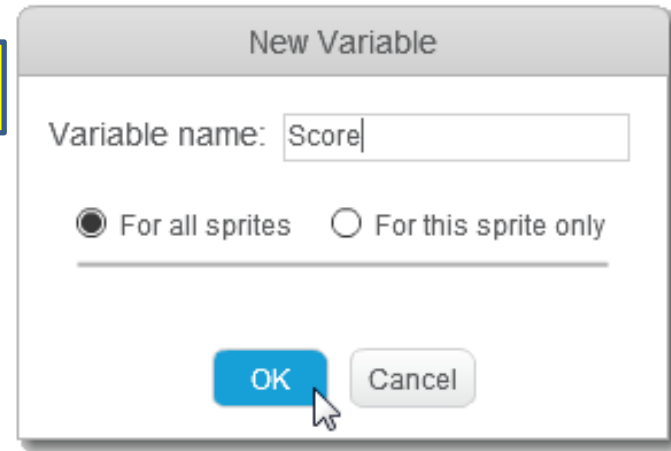 New Variable
Variable name: Score
For all sprites For this sprite only
OK Cancel